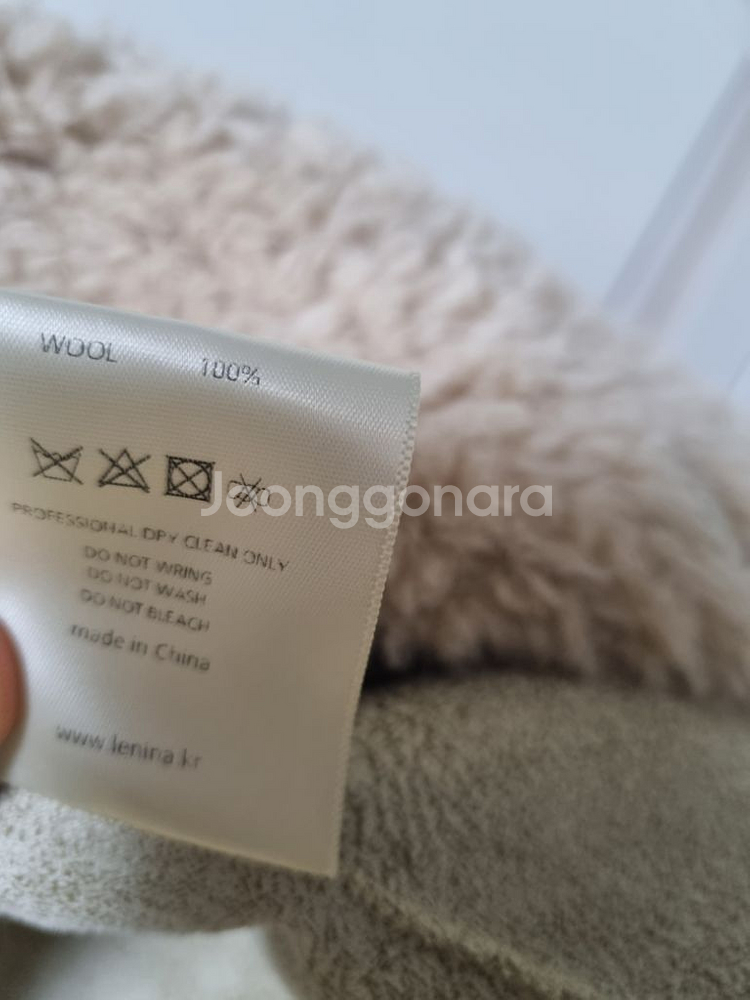 WOOL 100%
Joonggonara
PROFESSIONAL DRY CLEAN ONLY
DO NOT WRING
DO NOT WASH
DO NOT BLEACH
made in China
www.lenina.kr